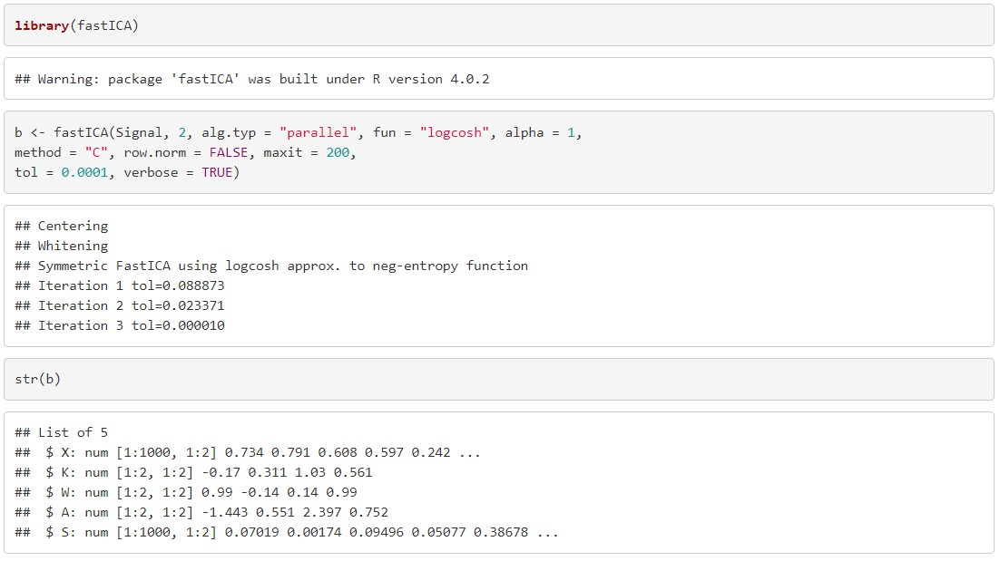 library(fastICA)
## Warning: package 'fastICA' was built under R version 4.0.2
b <- fastICA(Signal, 2, alg.typ = "parallel", fun = "logcosh", alpha = 1,
method = "C", row.norm = FALSE, maxit = 200,
tol = 0.0001, verbose = TRUE)
## Centering
## Whitening
## Symmetric FastICA using logcosh approx. to neg-entropy function
## Iteration 1 tol=0.088873
## Iteration 2 tol=0.023371
## Iteration 3 tol=0.000010
str(b)
## List of 5
##  $ X: num [1:1000, 1:2] 0.734 0.791 0.608 0.597 0.242 ...
##  $ K: num [1:2, 1:2] -0.17 0.311 1.03 0.561
##  $ W: num [1:2, 1:2] 0.99 -0.14 0.14 0.99
##  $ A: num [1:2, 1:2] -1.443 0.551 2.397 0.752
##  $ S: num [1:1000, 1:2] 0.07019 0.00174 0.09496 0.05077 0.38678 ...